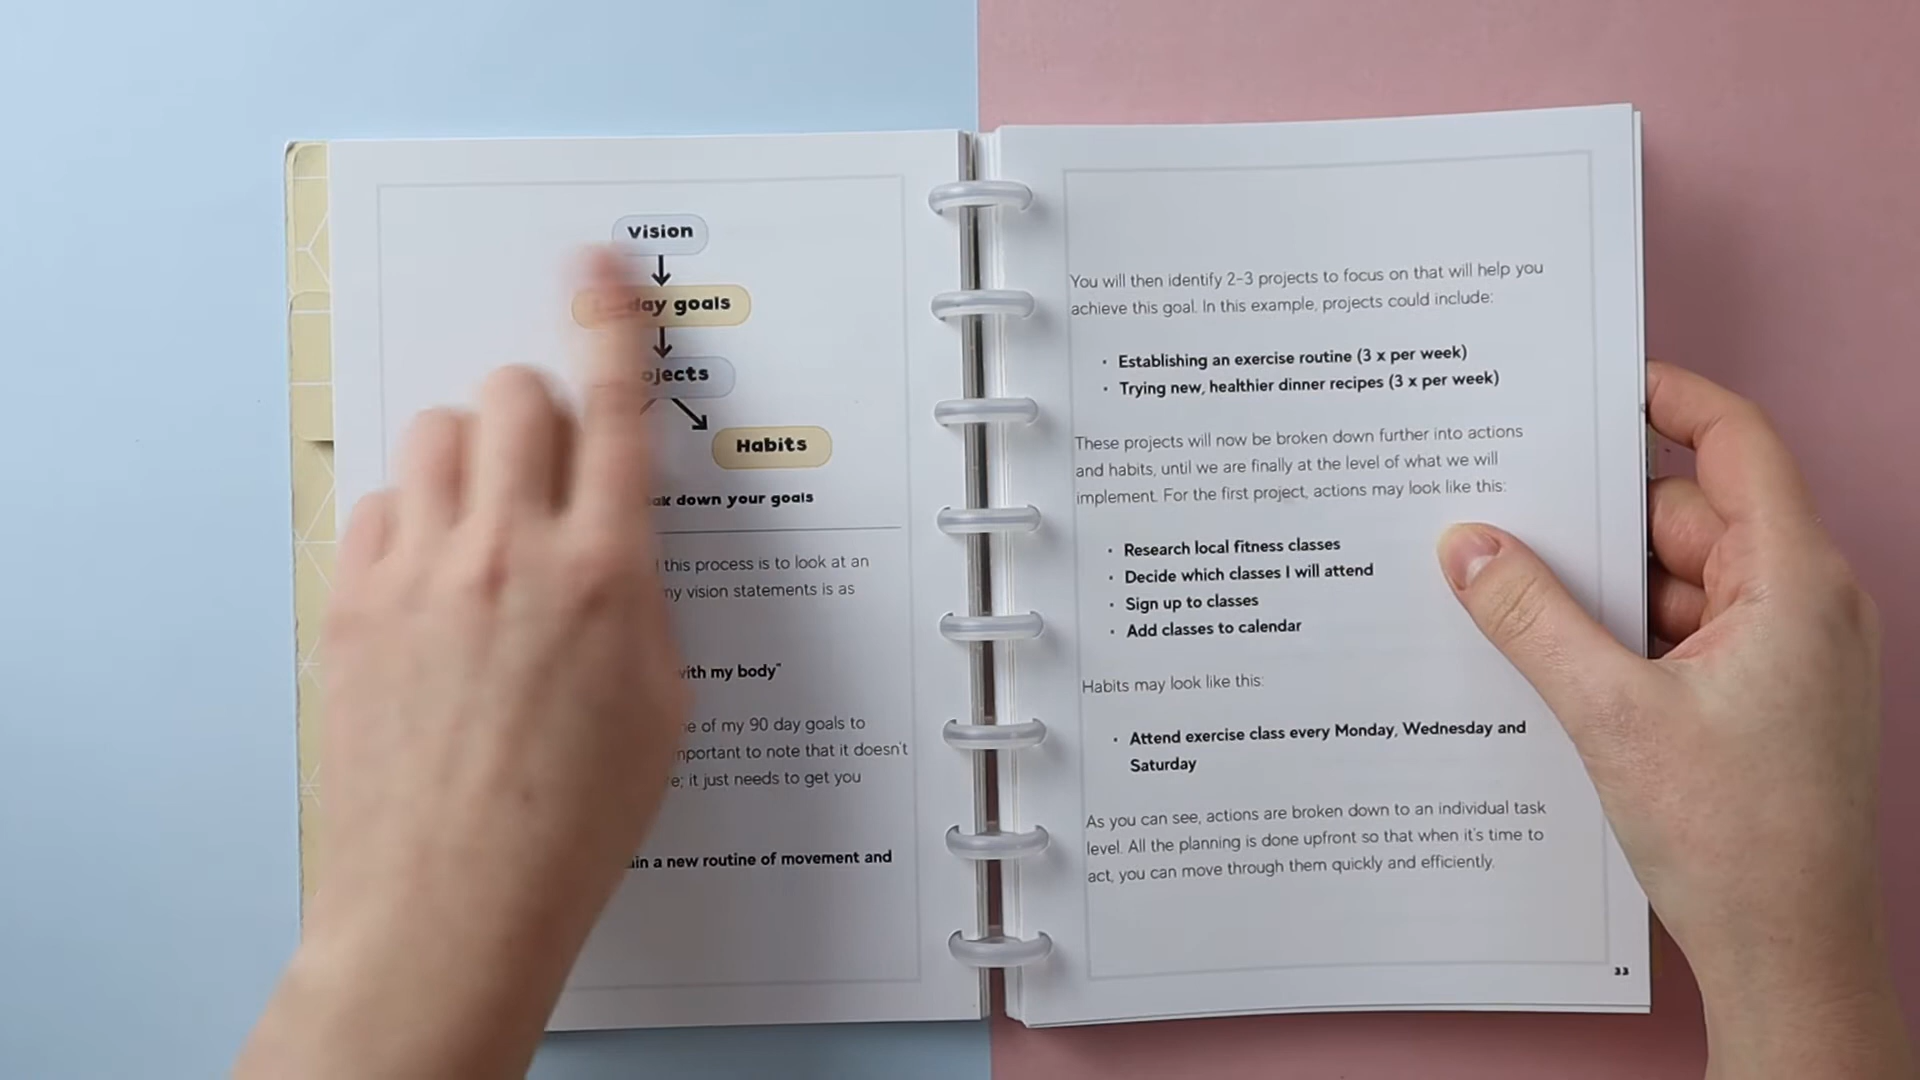 Vision
day goals
Habits
down your goals
this process is to look at an
vision statements is as
with my body"
of my 90 day goals to
important to note that it doesn't
it just needs to get you
a new routine of movement and
You will then identify 2-3 projects to focus on that will help you
achieve this goal. In this example, projects could include:
• Establishing an exercise routine (3 x per week)
• Trying new, healthier dinner recipes (3 x per week)
These projects will now be broken down further into actions
and habits, until we are finally at the level of what we will
implement. For the first project, actions may look like this:
• Research local fitness classes
• Decide which classes I will attend
• Sign up to classes
• Add classes to calendar
Habits may look like this:
• Attend exercise class every Monday, Wednesday and
Saturday
As you can see, actions are broken down to an individual task
level. All the planning is done upfront so that when it's time to
act, you can move through them quickly and efficiently.
33